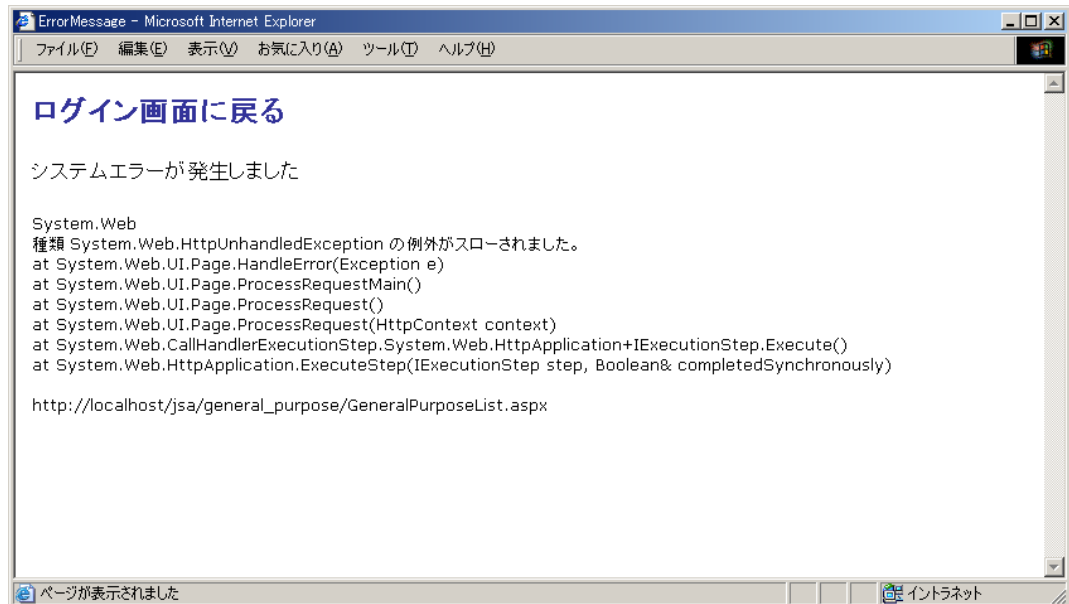 ErrorMessage - Microsoft Internet Explorer
ファイル(F) 編集(E) 表示(V) お気に入り(A) ツール(T) ヘルプ(H)
ログイン画面に戻る
システムエラーが発生しました
System.Web
種類 System.Web.HttpUnhandledException の例外がスローされました。
at System.Web.UI.Page.HandleError(Exception e)
at System.Web.UI.Page.ProcessRequestMain()
at System.Web.UI.Page.ProcessRequest()
at System.Web.UI.Page.ProcessRequest(HttpContext context)
at System.Web.CallHandlerExecutionStep.System.Web.HttpApplication+IExecutionStep.Execute()
at System.Web.HttpApplication.ExecuteStep(IExecutionStep step, Boolean& completedSynchronously)
http://localhost/jsa/general_purpose/GeneralPurposeList.aspx
ページが表示されました イントラネット